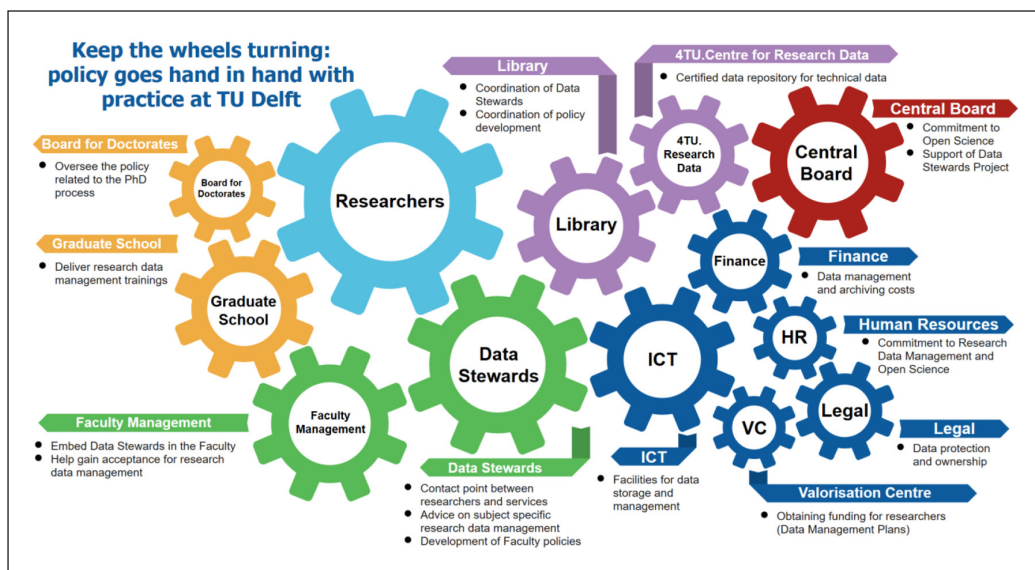 Keep the wheels turning:
policy goes hand in hand with
practice at TU Delft
Board for Doctorates
● Oversee the policy
related to the PhD
process
Graduate School
● Deliver research data
management trainings
Faculty Management
● Embed Data Stewards in the Faculty
● Help gain acceptance for research
data management
Board for
Doctorates
Graduate
School
Faculty
Management
Researchers
Library
● Coordination of Data
Stewards
● Coordination of policy
development
Library
4TU.Centre for Research Data
● Certified data repository for technical data
4TU.
Research
Data
Central
Board
Central Board
● Commitment to
Open Science
● Support of Data
Stewards Project
Data
Stewards
Data Stewards
● Contact point between
researchers and services
● Advice on subject specific
research data management
● Development of Faculty policies
ICT
ICT
● Facilities for data
storage and
management
Finance
Finance
● Data management
and archiving costs
HR
Human Resources
● Commitment to Research
Data Management and
Open Science
Legal
Legal
● Data protection
and ownership
VC
Valorisation Centre
● Obtaining funding for researchers
(Data Management Plans)